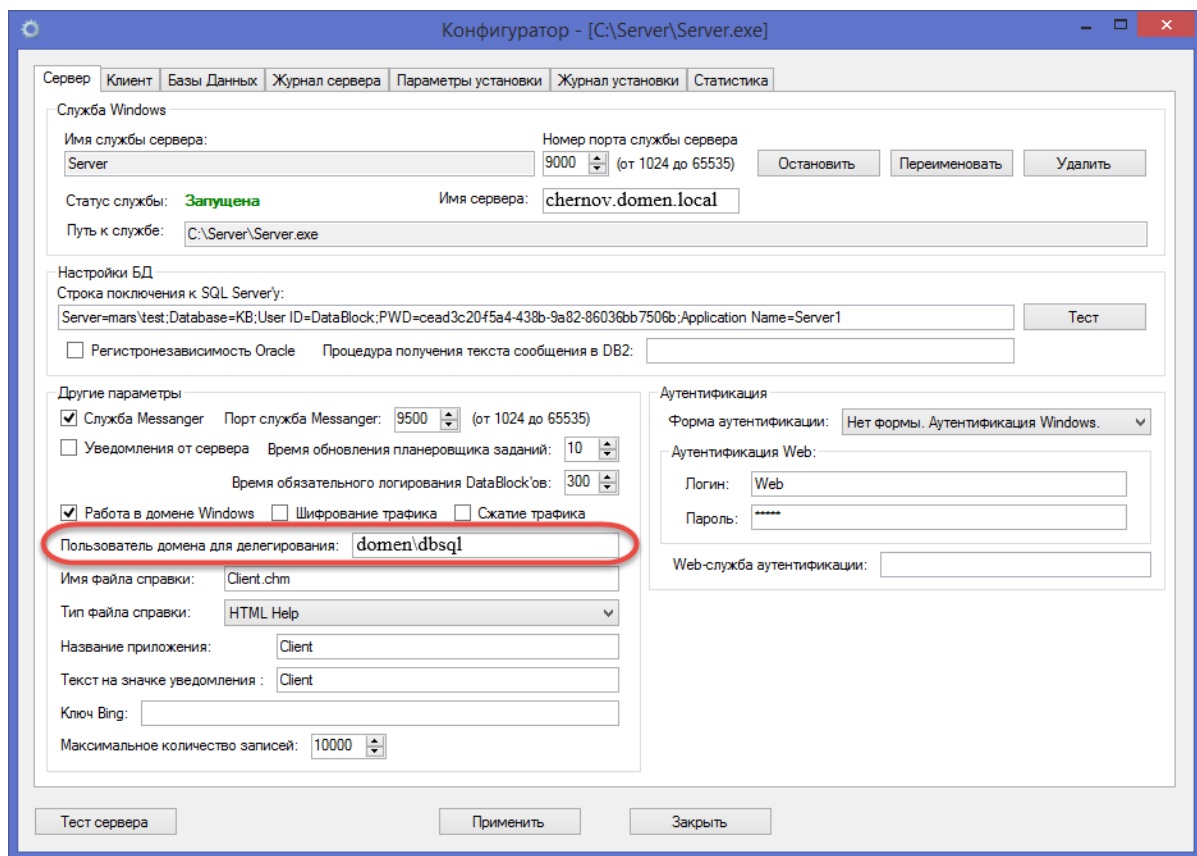 Конфигуратор - [C:\Server\Server.exe]
Сервер Клиент Базы Данных Журнал сервера Параметры установки Журнал установки Статистика
Служба Windows
Имя службы сервера: Номер порта службы сервера
Server 9000 (от 1024 до 65535) Остановить Переименовать Удалить
Статус службы: Запущена Имя сервера: chernov.domen.local
Путь к службе: C:\Server\Server.exe
Настройки БД
Строка поключения к SQL Server'у:
Server=mars\test;Database=KB;User ID=DataBlock;PWD=cead3c20-f5a4-438b-9a82-86036bb7506b;Application Name=Server1 Тест
Регистронезависимость Oracle Процедура получения текста сообщения в DB2:
Другие параметры
Служба Messanger Порт служба Messanger: 9500 (от 1024 до 65535)
Уведомления от сервера Время обновления планеровщика заданий: 10
Время обязательного логирования DataBlock'ов: 300
Работа в домене Windows Шифрование трафика Сжатие трафика
Пользователь домена для делегирования: domen\dbsql
Имя файла справки: Client.chm
Тип файла справки: HTML Help
Название приложения: Client
Текст на значке уведомления : Client
Ключ Bing:
Максимальное количество записей: 10000
Аутентификация
Форма аутентификации: Нет формы. Аутентификация Windows.
Аутентификация Web:
Логин: Web
Пароль: *****
Web-служба аутентификации:
Тест сервера Применить Закрыть